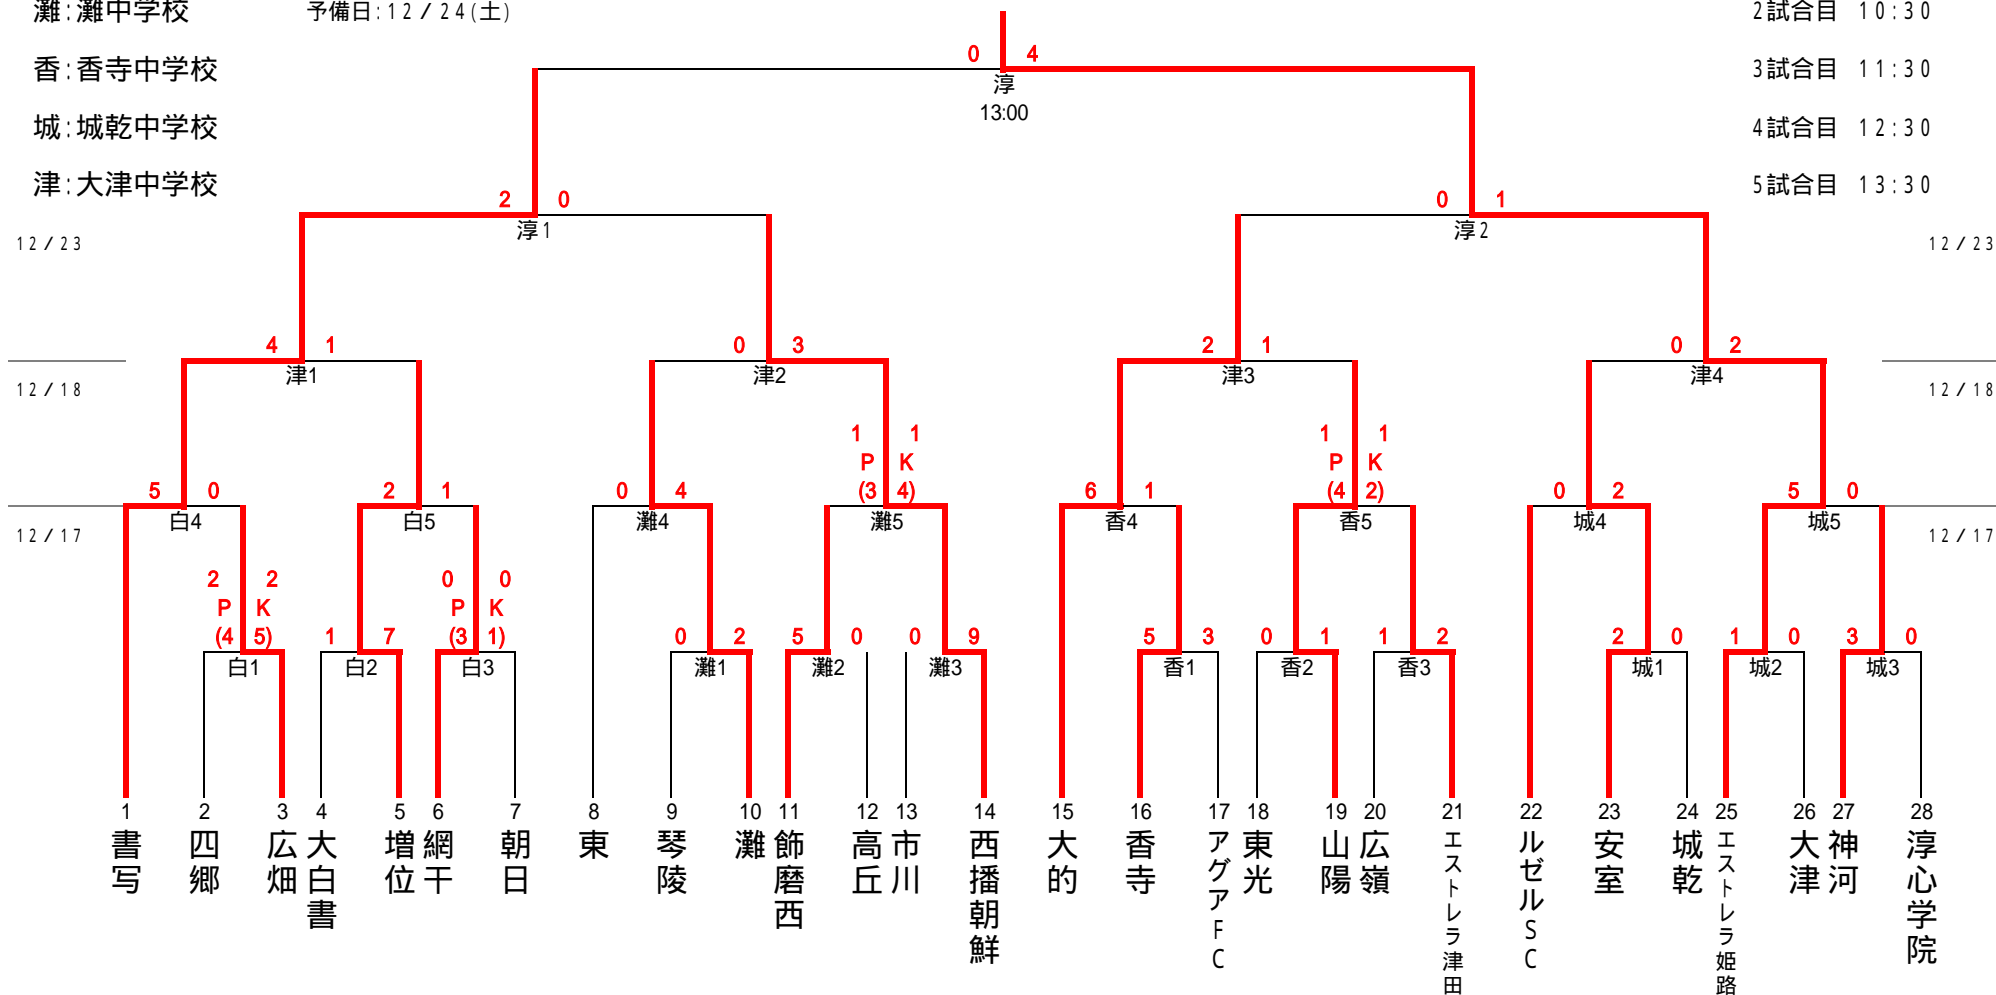 灘:灘中学校 予備日:12/24(土) 2試合目 10:30
0 4
香:香寺中学校 淳 3試合目 11:30
13:00
城:城乾中学校 4試合目 12:30
津:大津中学校 5試合目 13:30
2 0 0 1
淳1 淳2
12/23 12/23
4 1 0 3 2 1 0 2
津1 津2 津3 津4
12/18 12/18
1 1 1 1
P K P K
5 0 2 1 0 4 (3 4) 6 1 (4 2) 0 2 5 0
白4 白5 灘4 灘5 香4 香5 城4 城5
12/17 12/17
2 2 0 0
P K P K
(4 5) 1 7 (3 1) 0 2 5 0 0 9 5 3 0 1 1 2 2 0 1 0 3 0
白1 白2 白3 灘1 灘2 灘3 香1 香2 香3 城1 城2 城3
1 2 3 4 5 6 7 8 9 10 11 12 13 14 15 16 17 18 19 20 21 22 23 24 25 26 27 28
書写
四郷
広畑
大白書
増位
網干
朝日
東
琴陵
灘
飾磨西
高丘
市川
西播朝鮮
大的
香寺
アグアFC
東光
山陽
広嶺
エストレラ津田
ルゼルSC
安室
城乾
エストレラ姫路
大津
神河
淳心学院